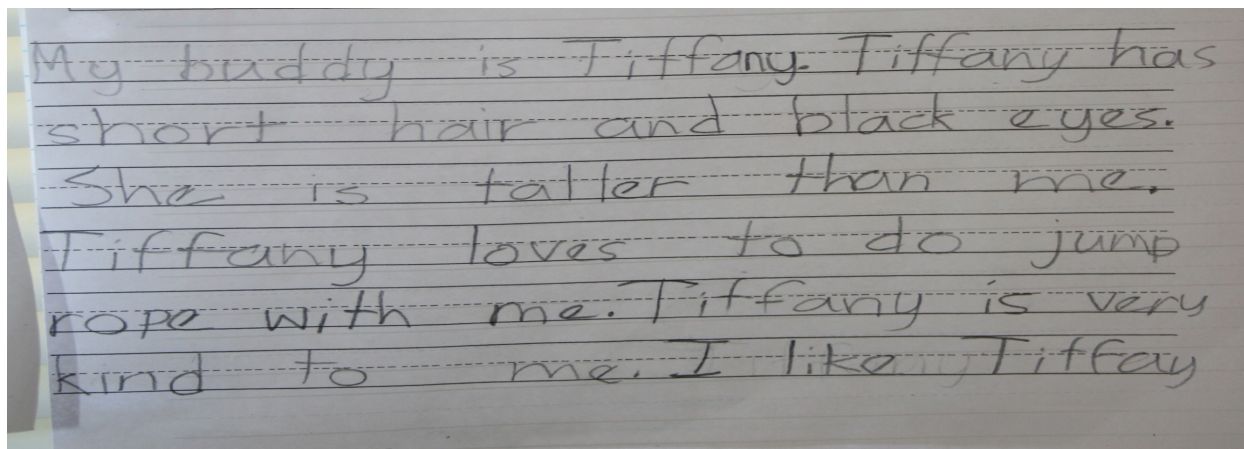 My buddy is Tiffany. Tiffany has
short hair and black eyes.
She is taller than me.
Tiffany loves to do jump
rope with me. Tiffany is very
kind to me. I like Tiffay